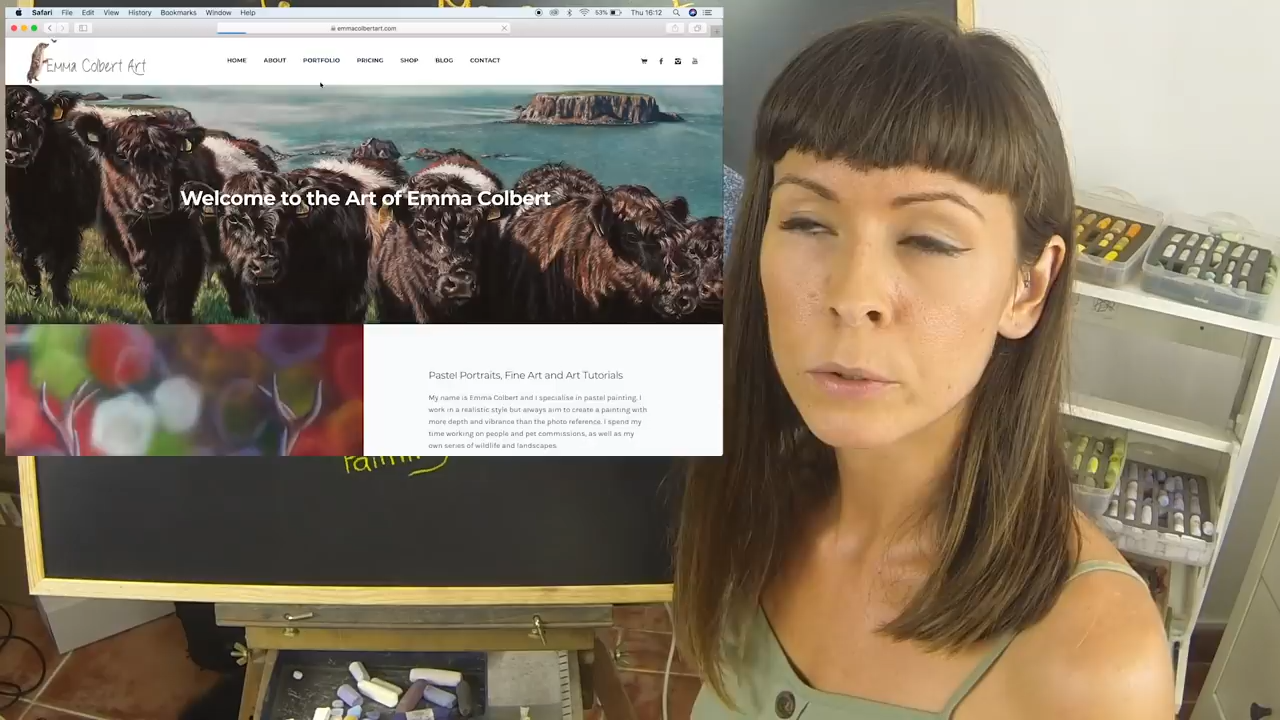 Safari File Edit View History Bookmarks Window Help
53% Thu 16:12
emmacolbertart.com
Emma Colbert Art
HOME ABOUT PORTFOLIO PRICING SHOP BLOG CONTACT
Welcome to the Art of Emma Colbert
Pastel Portraits, Fine Art and Art Tutorials
My name is Emma Colbert and I specialise in pastel painting. I
work in a realistic style but always aim to create a painting with
more depth and vibrance than the photo reference. I spend my
time working on people and pet commissions, as well as my
own series of wildlife and landscapes.